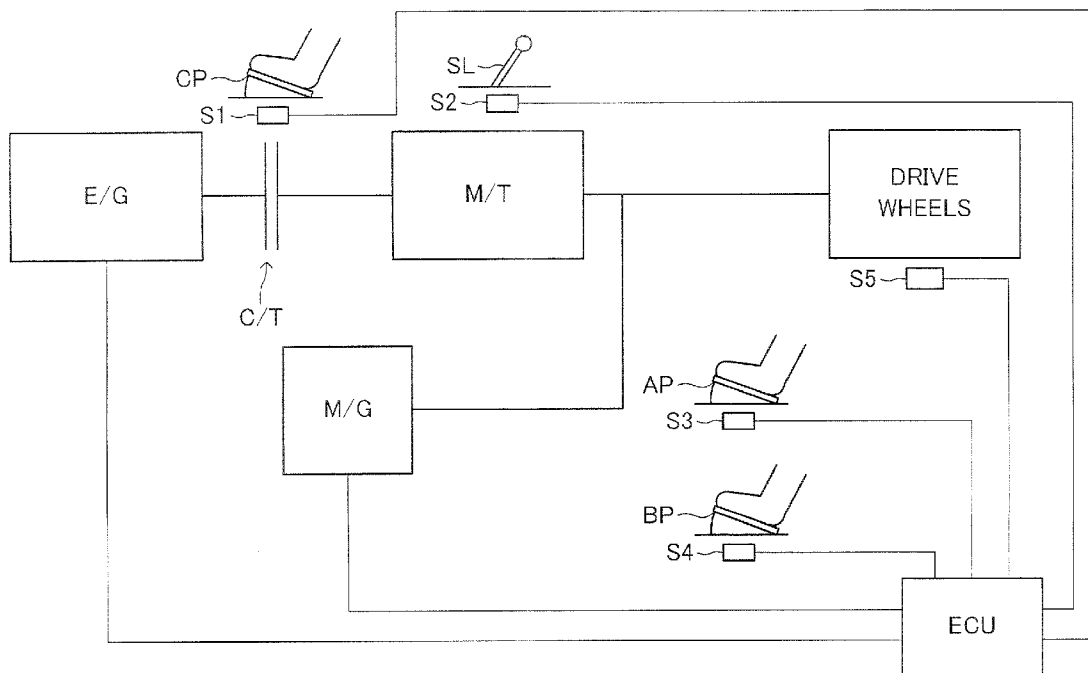 CP
SL
S1
S2
E/G
M/T
DRIVE
WHEELS
C/T
S5
M/G
AP
S3
BP
S4
ECU